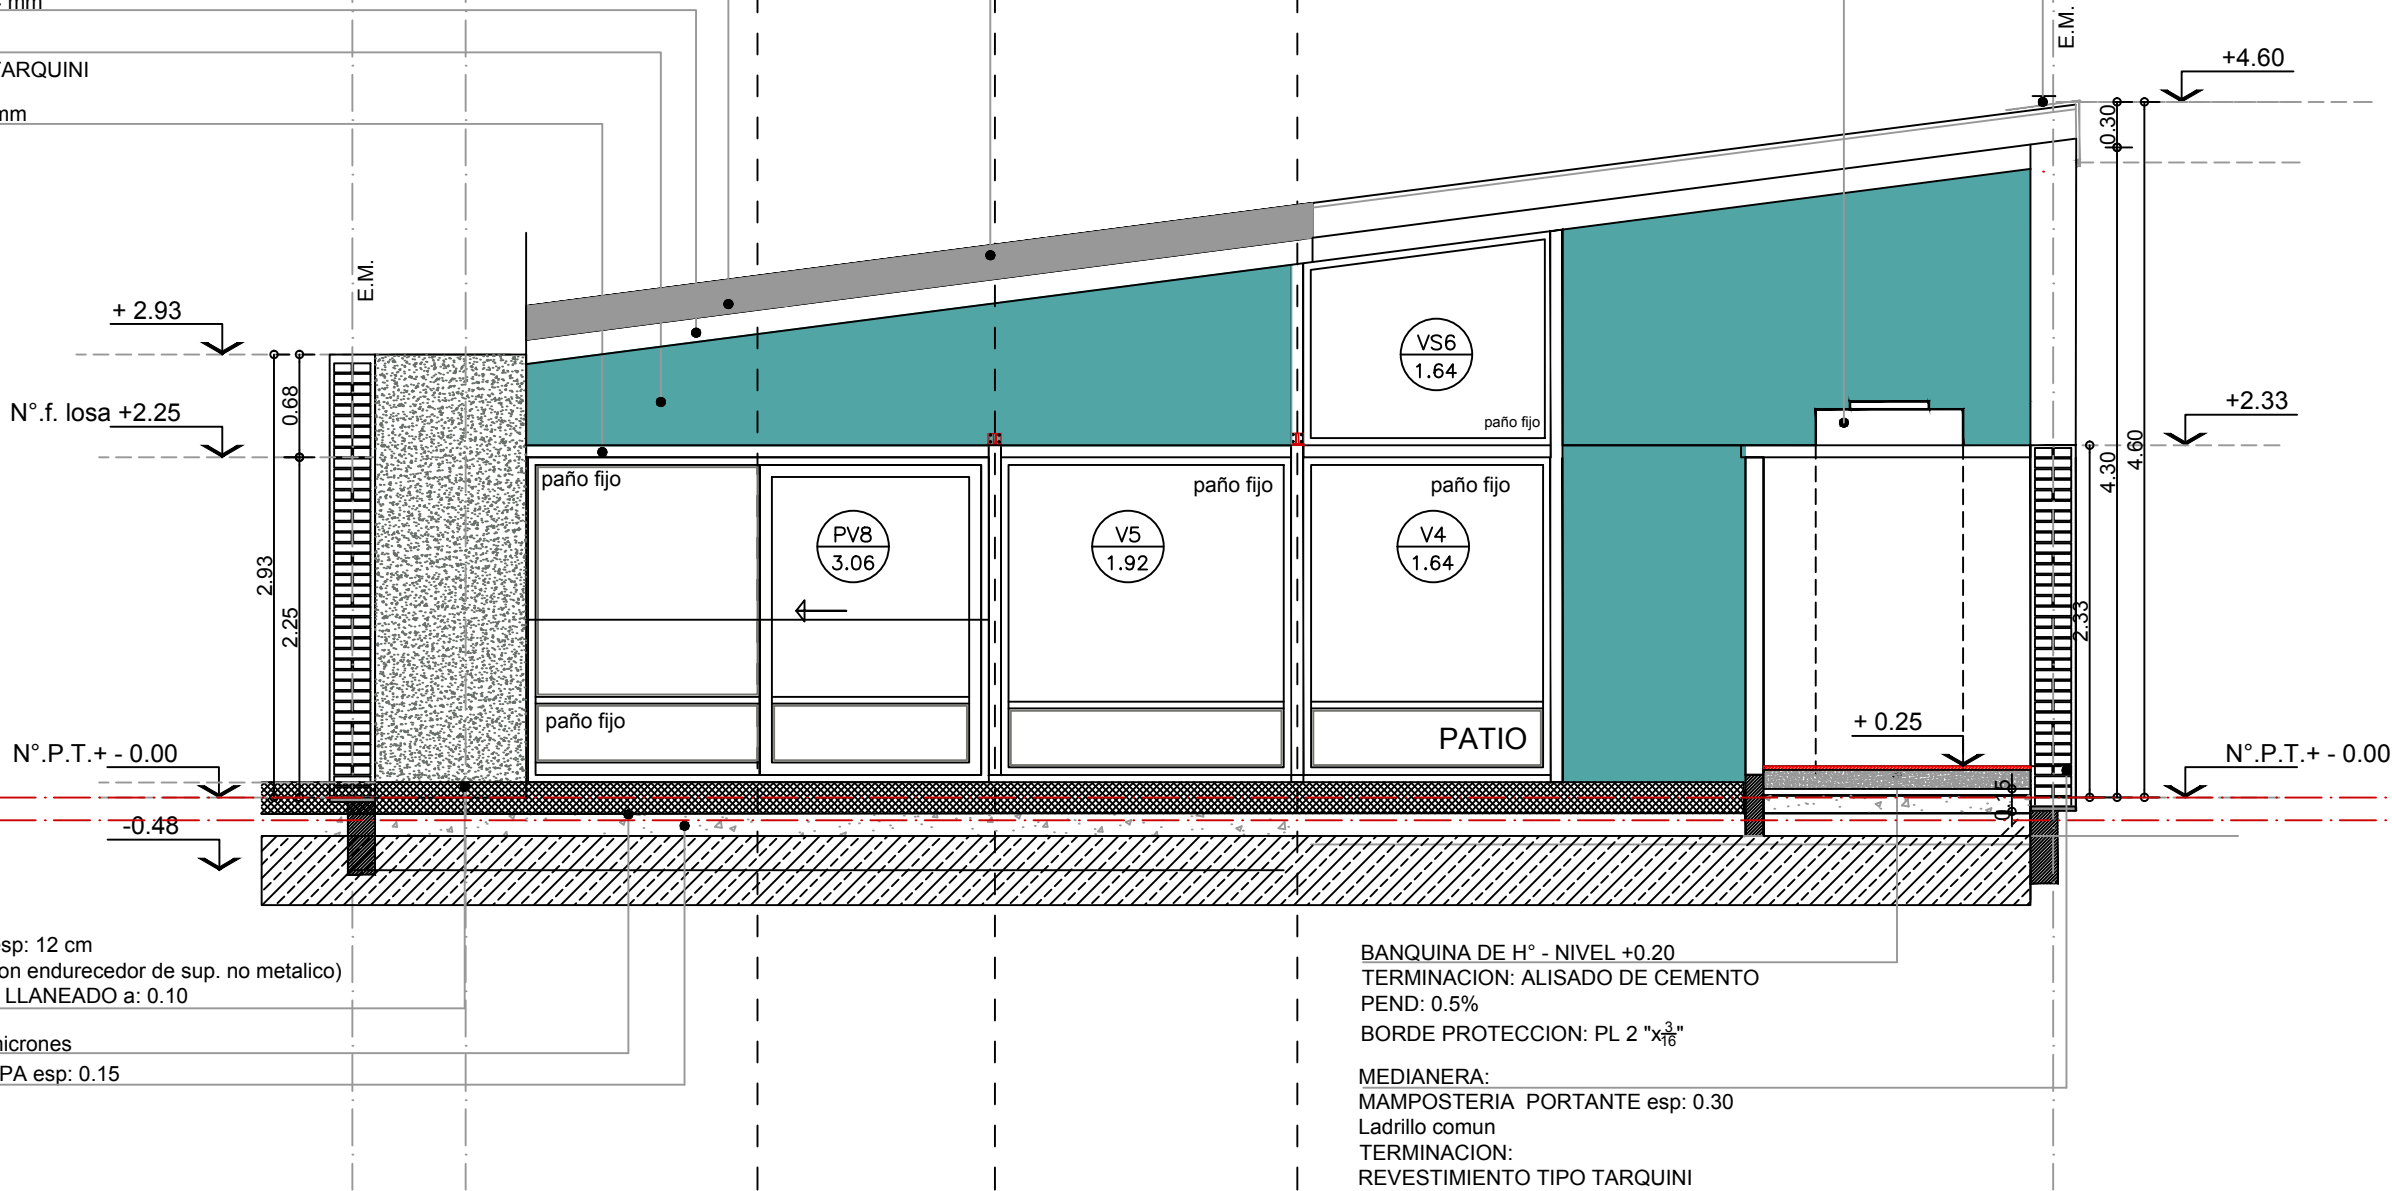 mm
TARQUINI
mm
E.M.
E.M.
+4.60
0.30
+ 2.93
N°.f. losa +2.25
0.68
2.93
2.25
VS6
1.64
paño fijo
+2.33
4.30
4.60
2.33
paño fijo
PV8
3.06
paño fijo
paño fijo
V5
1.92
paño fijo
V4
1.64
PATIO
+ 0.25
N°.P.T.+ - 0.00
N°.P.T.+ - 0.00
-0.48
0.15
esp: 12 cm
on endurecedor de sup. no metalico)
LLANEADO a: 0.10
micrones
PA esp: 0.15
BANQUINA DE H° - NIVEL +0.20
TERMINACION: ALISADO DE CEMENTO
PEND: 0.5%
BORDE PROTECCION: PL 2 "x3/16"
MEDIANERA:
MAMPOSTERIA PORTANTE esp: 0.30
Ladrillo comun
TERMINACION:
REVESTIMIENTO TIPO TARQUINI